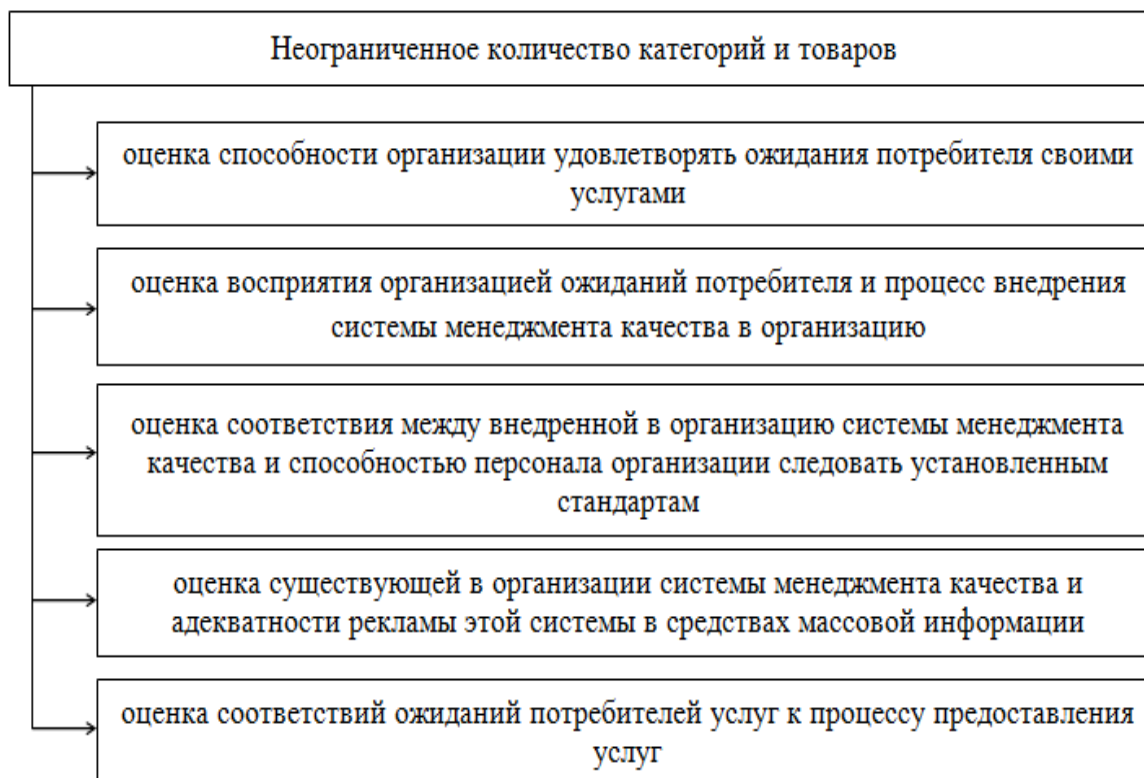 Неограниченное количество категорий и товаров
оценка способности организации удовлетворять ожидания потребителя своими
услугами
оценка восприятия организацией ожиданий потребителя и процесс внедрения
системы менеджмента качества в организацию
оценка соответствия между внедренной в организацию системы менеджмента
качества и способностью персонала организации следовать установленным
стандартам
оценка существующей в организации системы менеджмента качества и
адекватности рекламы этой системы в средствах массовой информации
оценка соответствий ожиданий потребителей услуг к процессу предоставления
услуг